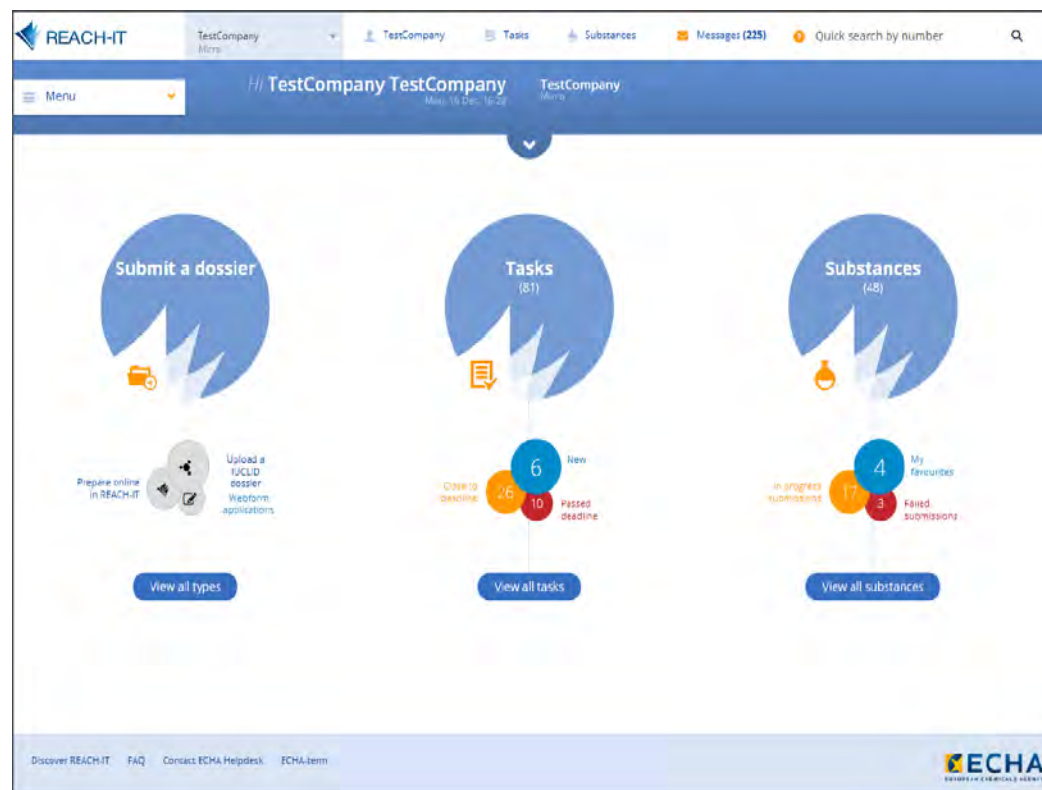 REACH-IT
TestCompany
Micro
TestCompany
Tasks
Substances
Messages (225)
Quick search by number
Menu
Hi TestCompany TestCompany
TestCompany
Micro
Submit a dossier
Tasks
(81)
Substances
(48)
Prepare online
in REACH-IT
Upload a
IUCLID
dossier
Webform
applications
6
New
Close to
deadline
26
10
Passed
deadline
4
My
favourites
In progress
submissions
17
3
Failed
submissions
View all types
View all tasks
View all substances
Discover REACH-IT
FAQ
Contact ECHA Helpdesk
ECHA-term
ECHA
EUROPEAN CHEMICALS AGENCY